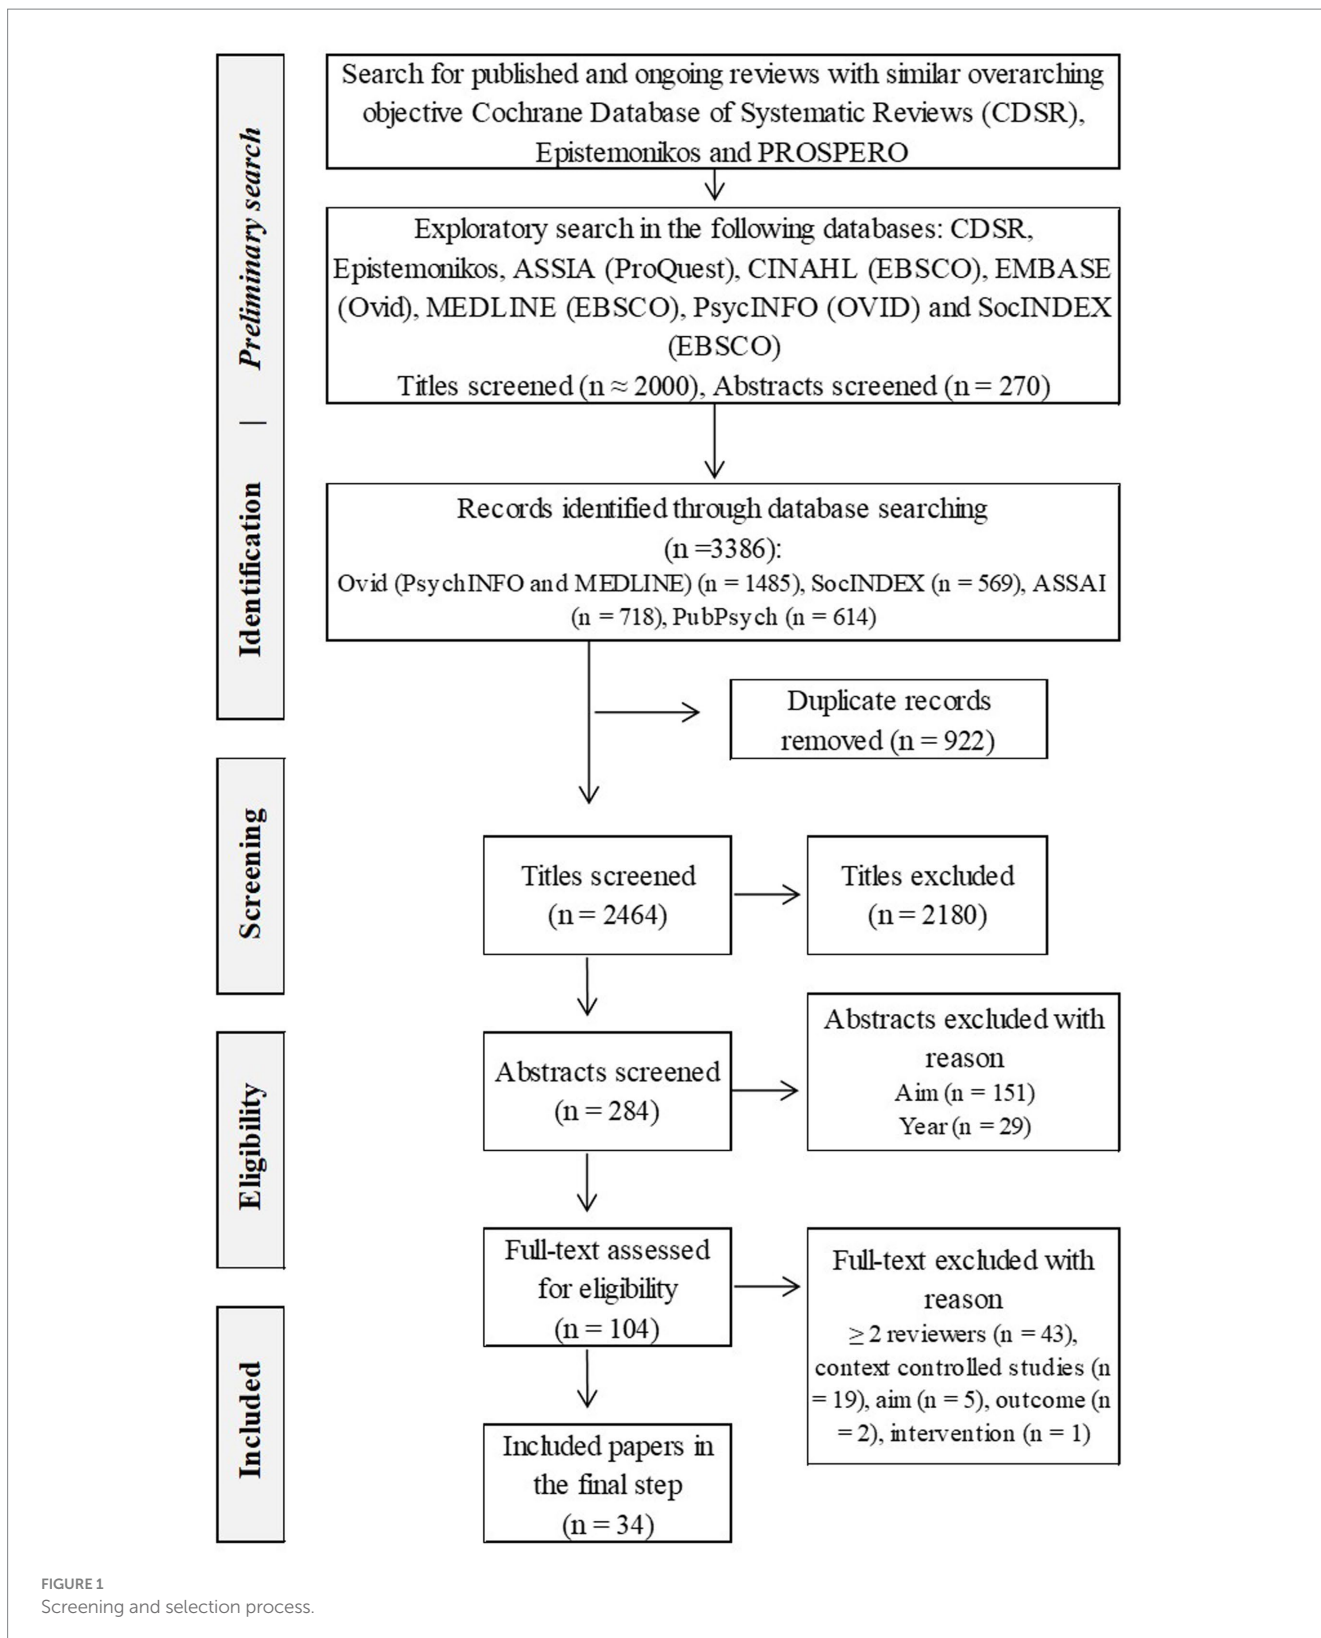 Preliminary search
|
Identification
Search for published and ongoing reviews with similar overarching
objective Cochrane Database of Systematic Reviews (CDSR),
Epistemonikos and PROSPERO
Exploratory search in the following databases: CDSR,
Epistemonikos, ASSIA (ProQuest), CINAHL (EBSCO), EMBASE
(Ovid), MEDLINE (EBSCO), PsycINFO (OVID) and SocINDEX
(EBSCO)
Titles screened (n ≈ 2000), Abstracts screened (n = 270)
Records identified through database searching
(n =3386):
Ovid (PsychINFO and MEDLINE) (n = 1485), SocINDEX (n = 569), ASSAI
(n = 718), PubPsych (n = 614)
Duplicate records
removed (n = 922)
Screening
Titles screened
(n = 2464)
Titles excluded
(n = 2180)
Eligibility
Abstracts screened
(n = 284)
Abstracts excluded with
reason
Aim (n = 151)
Year (n = 29)
Full-text assessed
for eligibility
(n = 104)
Full-text excluded with
reason
≥ 2 reviewers (n = 43),
context controlled studies (n
= 19), aim (n = 5), outcome (n
= 2), intervention (n = 1)
Included
Included papers in
the final step
(n = 34)
FIGURE 1
Screening and selection process.